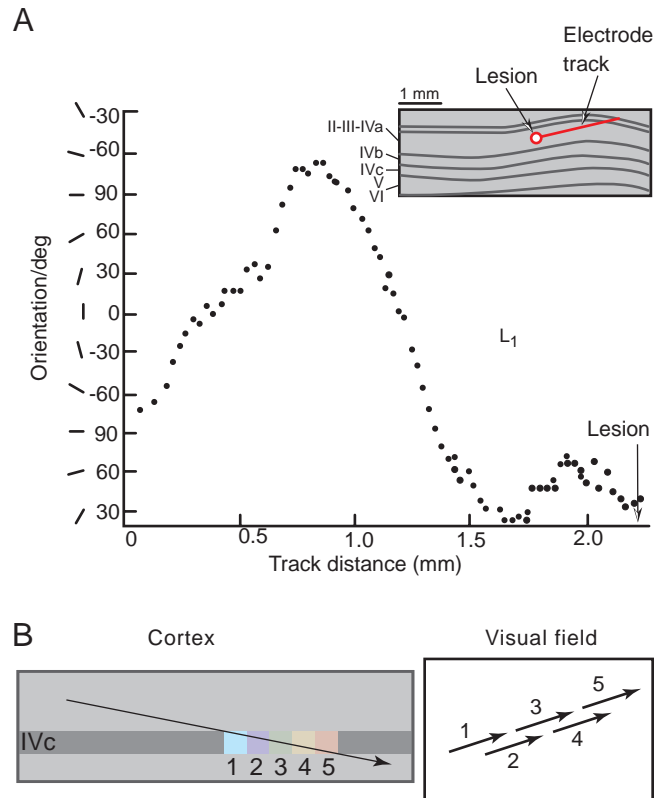 A
Electrode
track
Lesion
1 mm
II-III-IVa
IVb
IVc
V
VI
-30
-60
90
60
30
0
-30
-60
90
60
30
Orientation/deg
L1
Lesion
0
0.5
1.0
1.5
2.0
Track distance (mm)
B
Cortex
Visual field
IVc
1 2 3 4 5
5
3
1
4
2